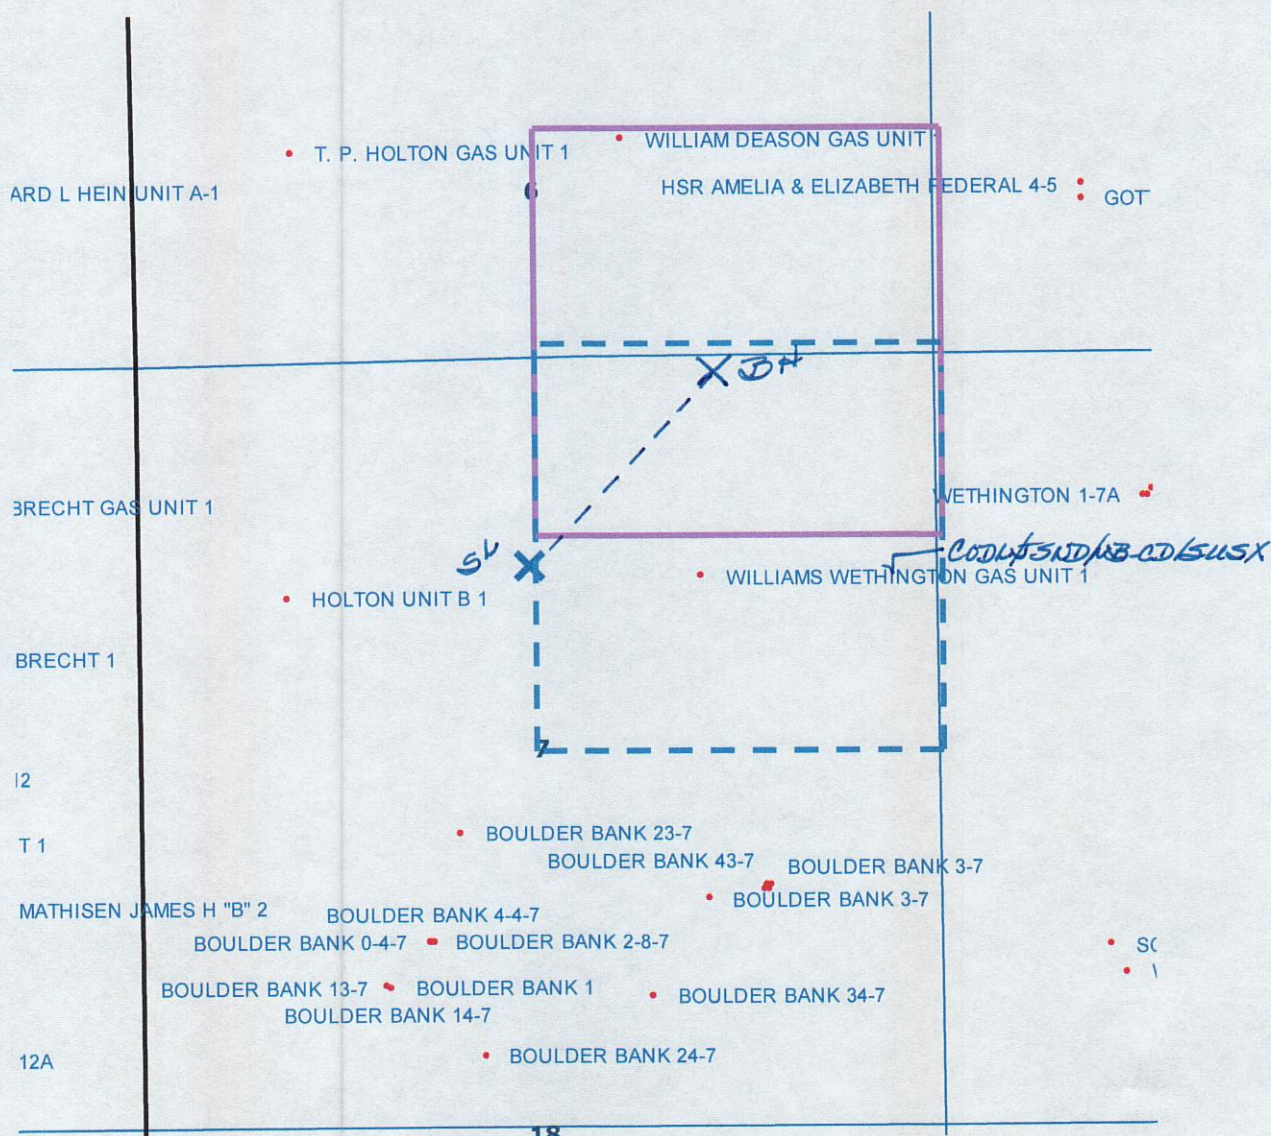 T. P. HOLTON GAS UNIT 1
WILLIAM DEASON GAS UNIT 1
ARD L HEIN UNIT A-1
6
HSR AMELIA & ELIZABETH FEDERAL 4-5
GOT
BH
BRECHT GAS UNIT 1
WETHINGTON 1-7A
SL
WILLIAMS WETHINGTON GAS UNIT 1
HOLTON UNIT B 1
BRECHT 1
7
12
T 1
BOULDER BANK 23-7
BOULDER BANK 43-7
BOULDER BANK 3-7
BOULDER BANK 3-7
MATHISEN JAMES H "B" 2
BOULDER BANK 4-4-7
BOULDER BANK 0-4-7
BOULDER BANK 2-8-7
BOULDER BANK 13-7
BOULDER BANK 1
BOULDER BANK 34-7
BOULDER BANK 14-7
BOULDER BANK 24-7
12A
18